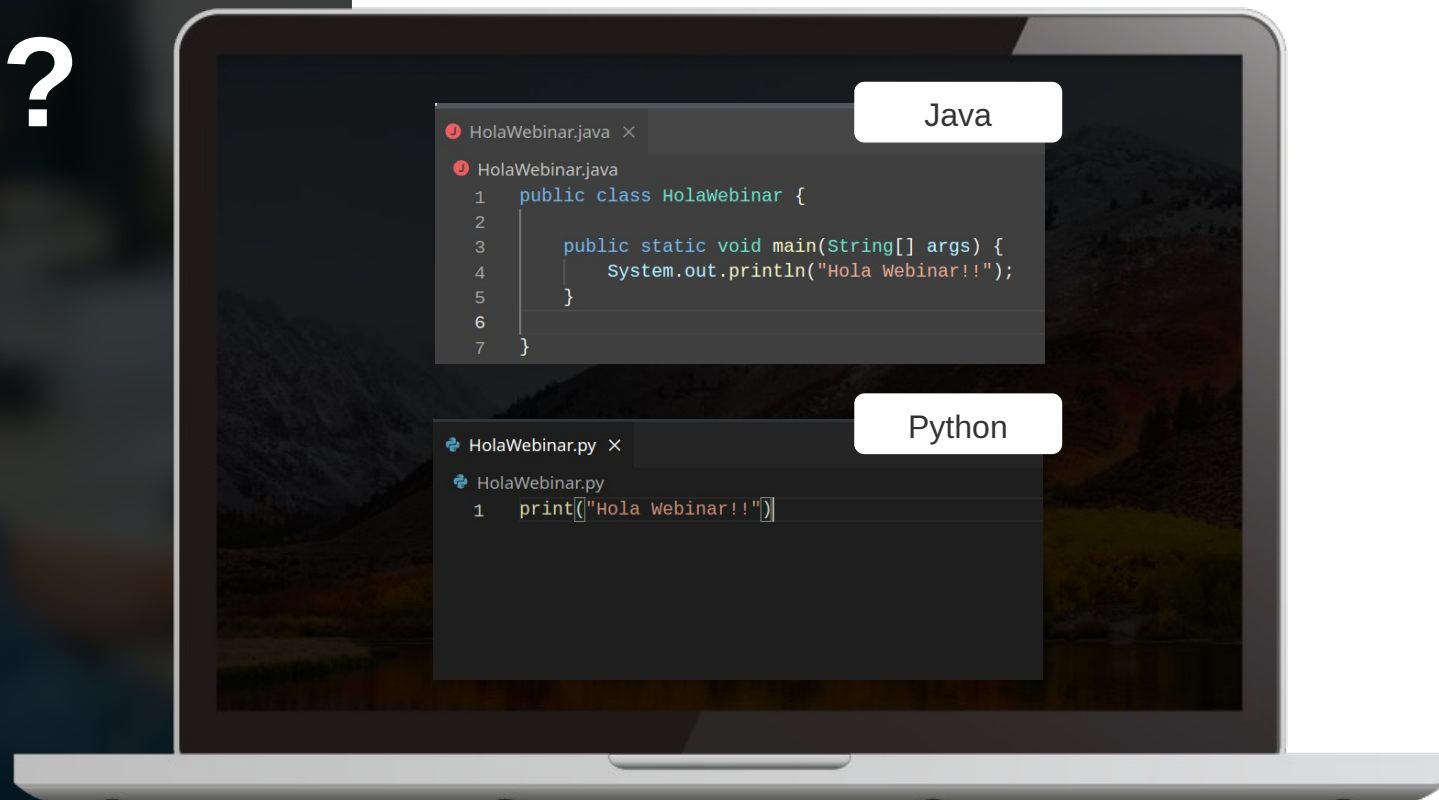 ?
Java
HolaWebinar.java ×
HolaWebinar.java
1 public class HolaWebinar {
2
3     public static void main(String[] args) {
4         System.out.println("Hola Webinar!!");
5     }
6
7 }
Python
HolaWebinar.py ×
HolaWebinar.py
1 print("Hola Webinar!!")